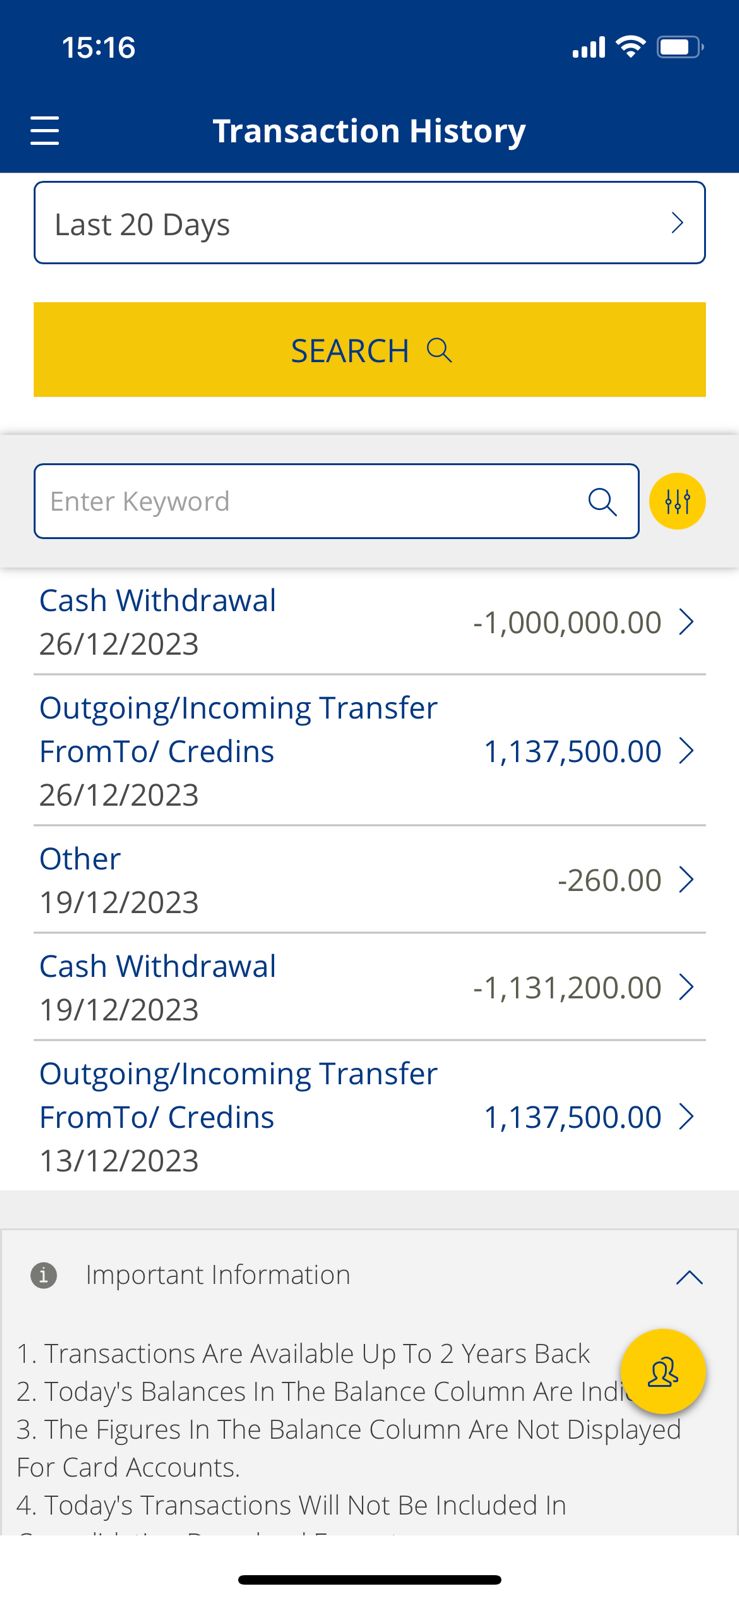 15:16
Transaction History
Last 20 Days
SEARCH
Enter Keyword
Cash Withdrawal
26/12/2023
-1,000,000.00
Outgoing/Incoming Transfer
FromTo/ Credins
26/12/2023
1,137,500.00
Other
19/12/2023
-260.00
Cash Withdrawal
19/12/2023
-1,131,200.00
Outgoing/Incoming Transfer
FromTo/ Credins
13/12/2023
1,137,500.00
Important Information
1. Transactions Are Available Up To 2 Years Back
2. Today's Balances In The Balance Column Are
3. The Figures In The Balance Column Are Not Displayed
For Card Accounts.
4. Today's Transactions Will Not Be Included In